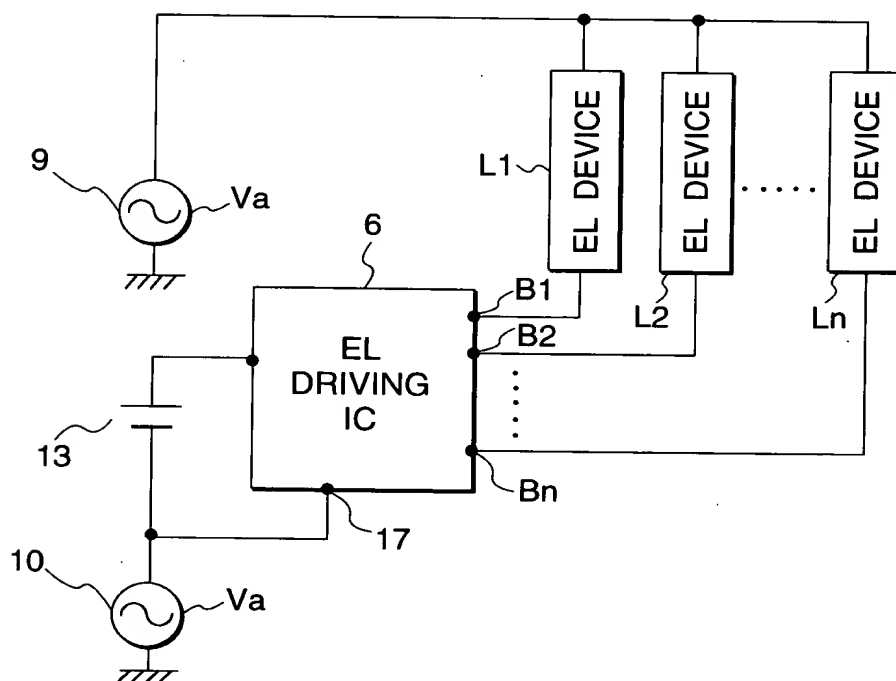 EL DEVICE
EL DEVICE
EL DEVICE
L1
.....
9
Va
6
B1
L2
Ln
B2
EL
DRIVING
IC
13
Bn
17
10
Va